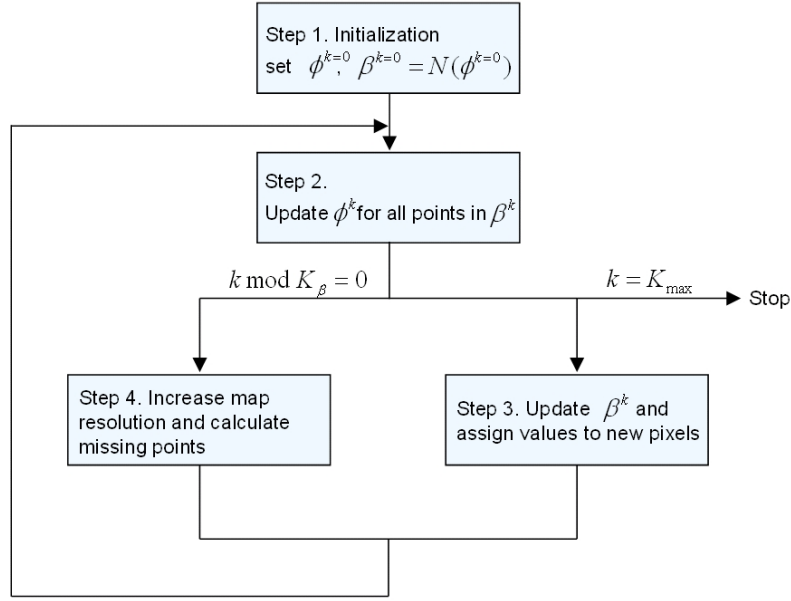 Step 1. Initialization
set ϕ^{k=0}, β^{k=0} = N(ϕ^{k=0})
Step 2.
Update ϕ^k for all points in β^k
k mod K_β = 0
k = K_max
Stop
Step 4. Increase map
resolution and calculate
missing points
Step 3. Update β^k and
assign values to new pixels